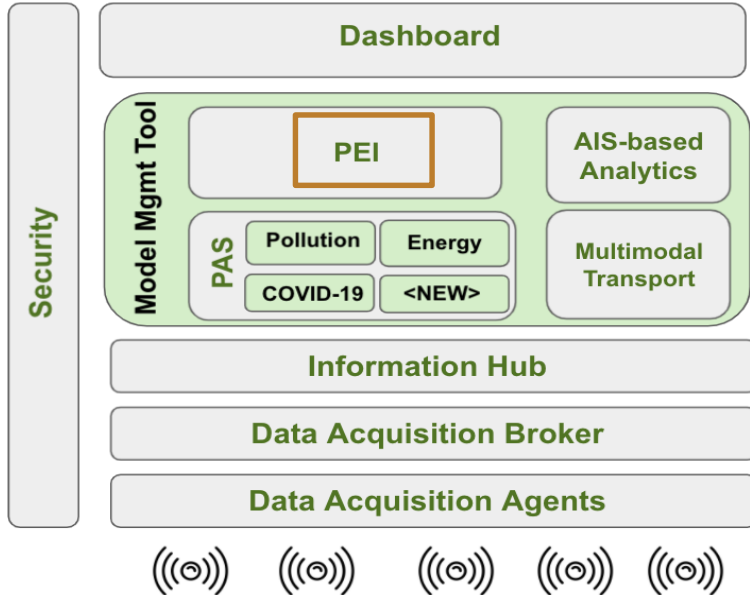 Dashboard
Security
Model Mgmt Tool
PEI
AIS-based
Analytics
PAS
Pollution
Energy
COVID-19
<NEW>
Multimodal
Transport
Information Hub
Data Acquisition Broker
Data Acquisition Agents